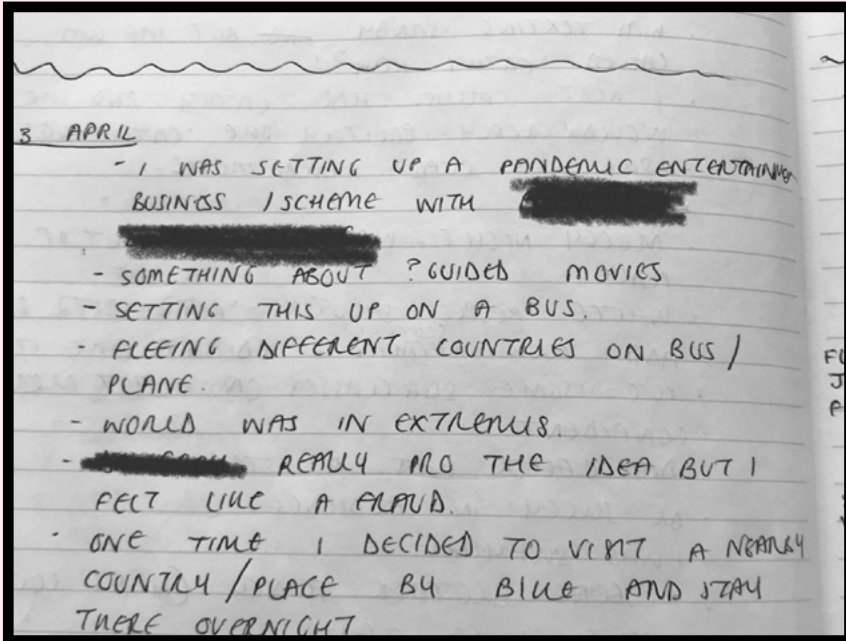 3 APRIL
- I WAS SETTING UP A PANDEMIC ENTERTAINMEN
BUSINESS / SCHEME WITH
- SOMETHING ABOUT ? GUIDED MOVIES
- SETTING THIS UP ON A BUS.
- FLEEING DIFFERENT COUNTRIES ON BUS /
PLANE
- WORLD WAS IN EXTREMIS.
- REALLY PRO THE IDEA BUT I
FELT LIKE A FRAUD.
- ONE TIME I DECIDED TO VISIT A NEARBY
COUNTRY / PLACE BY BIKE AND STAY
THERE OVERNIGHT